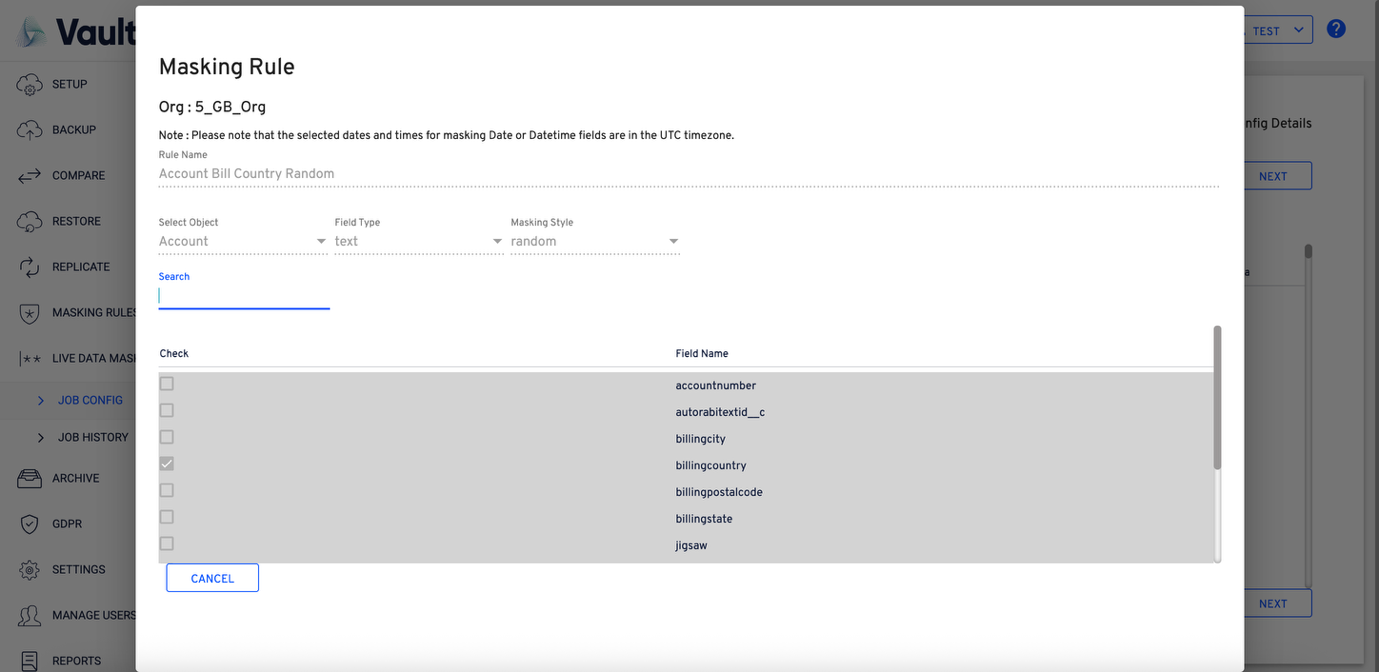 Vault
TEST
?
SETUP
BACKUP
COMPARE
RESTORE
REPLICATE
MASKING RULES
LIVE DATA MAS
JOB CONFIG
JOB HISTORY
ARCHIVE
GDPR
SETTINGS
MANAGE USERS
REPORTS
Masking Rule
Org : 5_GB_Org
Note : Please note that the selected dates and times for masking Date or Datetime fields are in the UTC timezone.
Rule Name
Account Bill Country Random
Select Object Field Type Masking Style
Account text random
Search
Check Field Name
accountnumber
autorabitextid__c
billingcity
billingcountry
billingpostalcode
billingstate
jigsaw
CANCEL
nfig Details
NEXT
a
NEXT